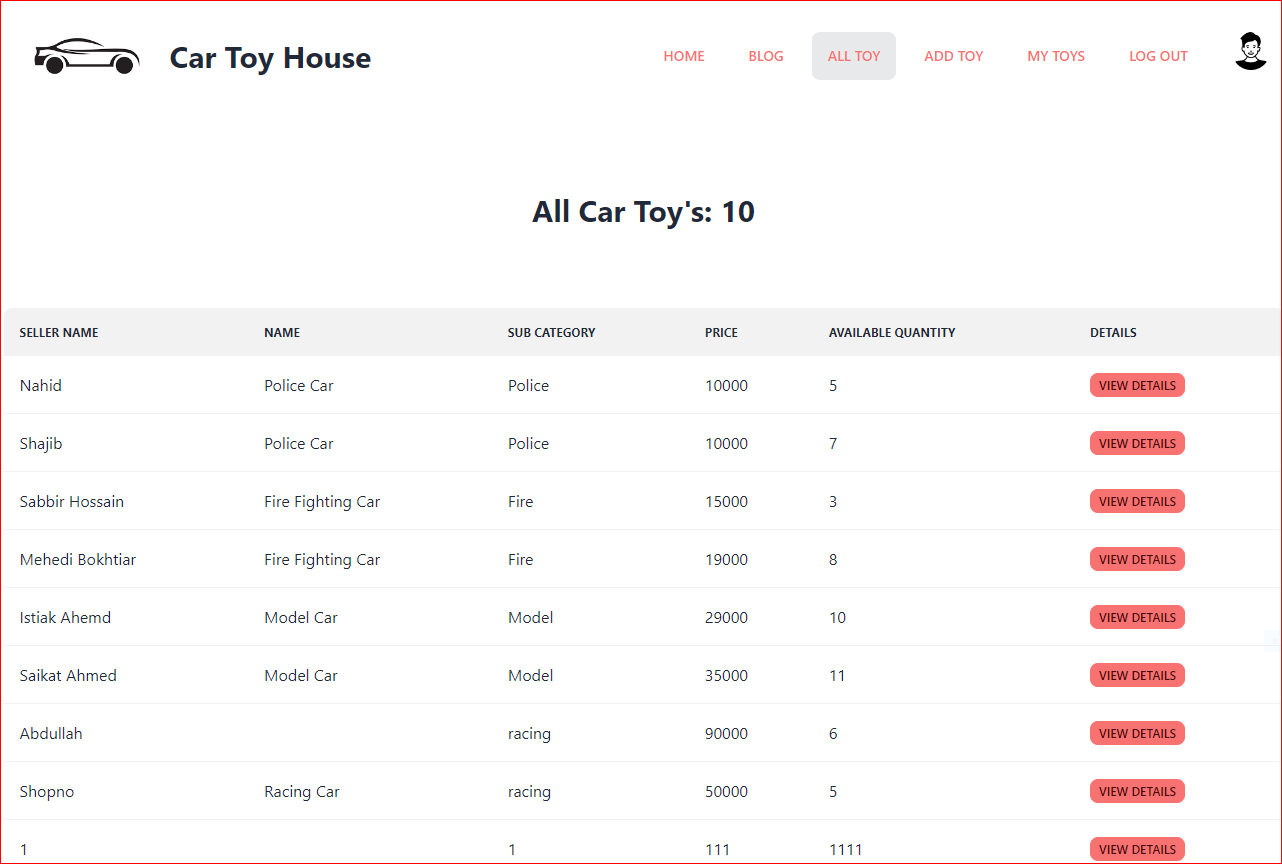 Car Toy House HOME BLOG ALL TOY ADD TOY MY TOYS LOG OUT
All Car Toy's: 10
SELLER NAME NAME SUB CATEGORY PRICE AVAILABLE QUANTITY DETAILS
Nahid Police Car Police 10000 5 VIEW DETAILS
Shajib Police Car Police 10000 7 VIEW DETAILS
Sabbir Hossain Fire Fighting Car Fire 15000 3 VIEW DETAILS
Mehedi Bokhtiar Fire Fighting Car Fire 19000 8 VIEW DETAILS
Istiak Ahemd Model Car Model 29000 10 VIEW DETAILS
Saikat Ahmed Model Car Model 35000 11 VIEW DETAILS
Abdullah racing 90000 6 VIEW DETAILS
Shopno Racing Car racing 50000 5 VIEW DETAILS
1 1 111 1111 VIEW DETAILS